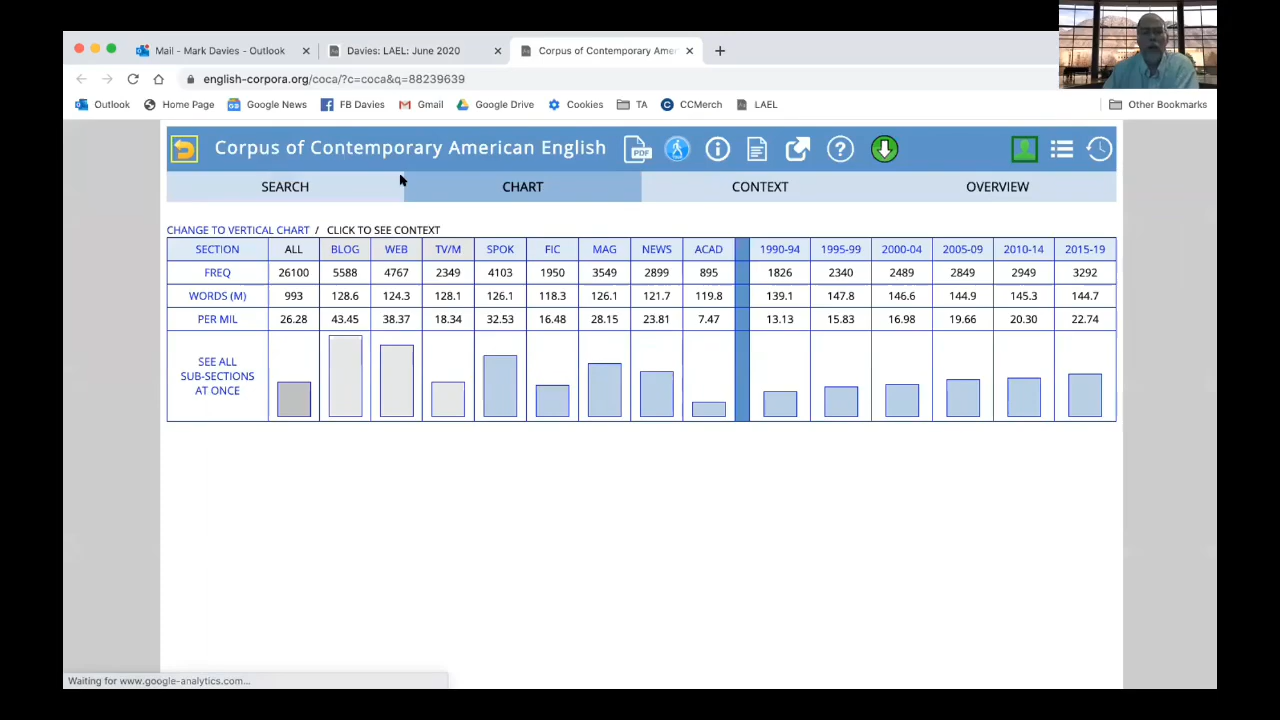 Mail - Mark Davies - Outlook
Davies: LAEL: June 2020
Corpus of Contemporary Amer
english-corpora.org/coca/?c=coca&q=88239639
Outlook Home Page Google News FB Davies Gmail Google Drive Cookies TA CCMerch LAEL Other Bookmarks
Corpus of Contemporary American English PDF
SEARCH CHART CONTEXT OVERVIEW
CHANGE TO VERTICAL CHART / CLICK TO SEE CONTEXT
SECTION ALL BLOG WEB TV/M SPOK FIC MAG NEWS ACAD 1990-94 1995-99 2000-04 2005-09 2010-14 2015-19
FREQ 26100 5588 4767 2349 4103 1950 3549 2899 895 1826 2340 2489 2849 2949 3292
WORDS (M) 993 128.6 124.3 128.1 126.1 118.3 126.1 121.7 119.8 139.1 147.8 146.6 144.9 145.3 144.7
PER MIL 26.28 43.45 38.37 18.34 32.53 16.48 28.15 23.81 7.47 13.13 15.83 16.98 19.66 20.30 22.74
SEE ALL
SUB-SECTIONS
AT ONCE
Waiting for www.google-analytics.com...